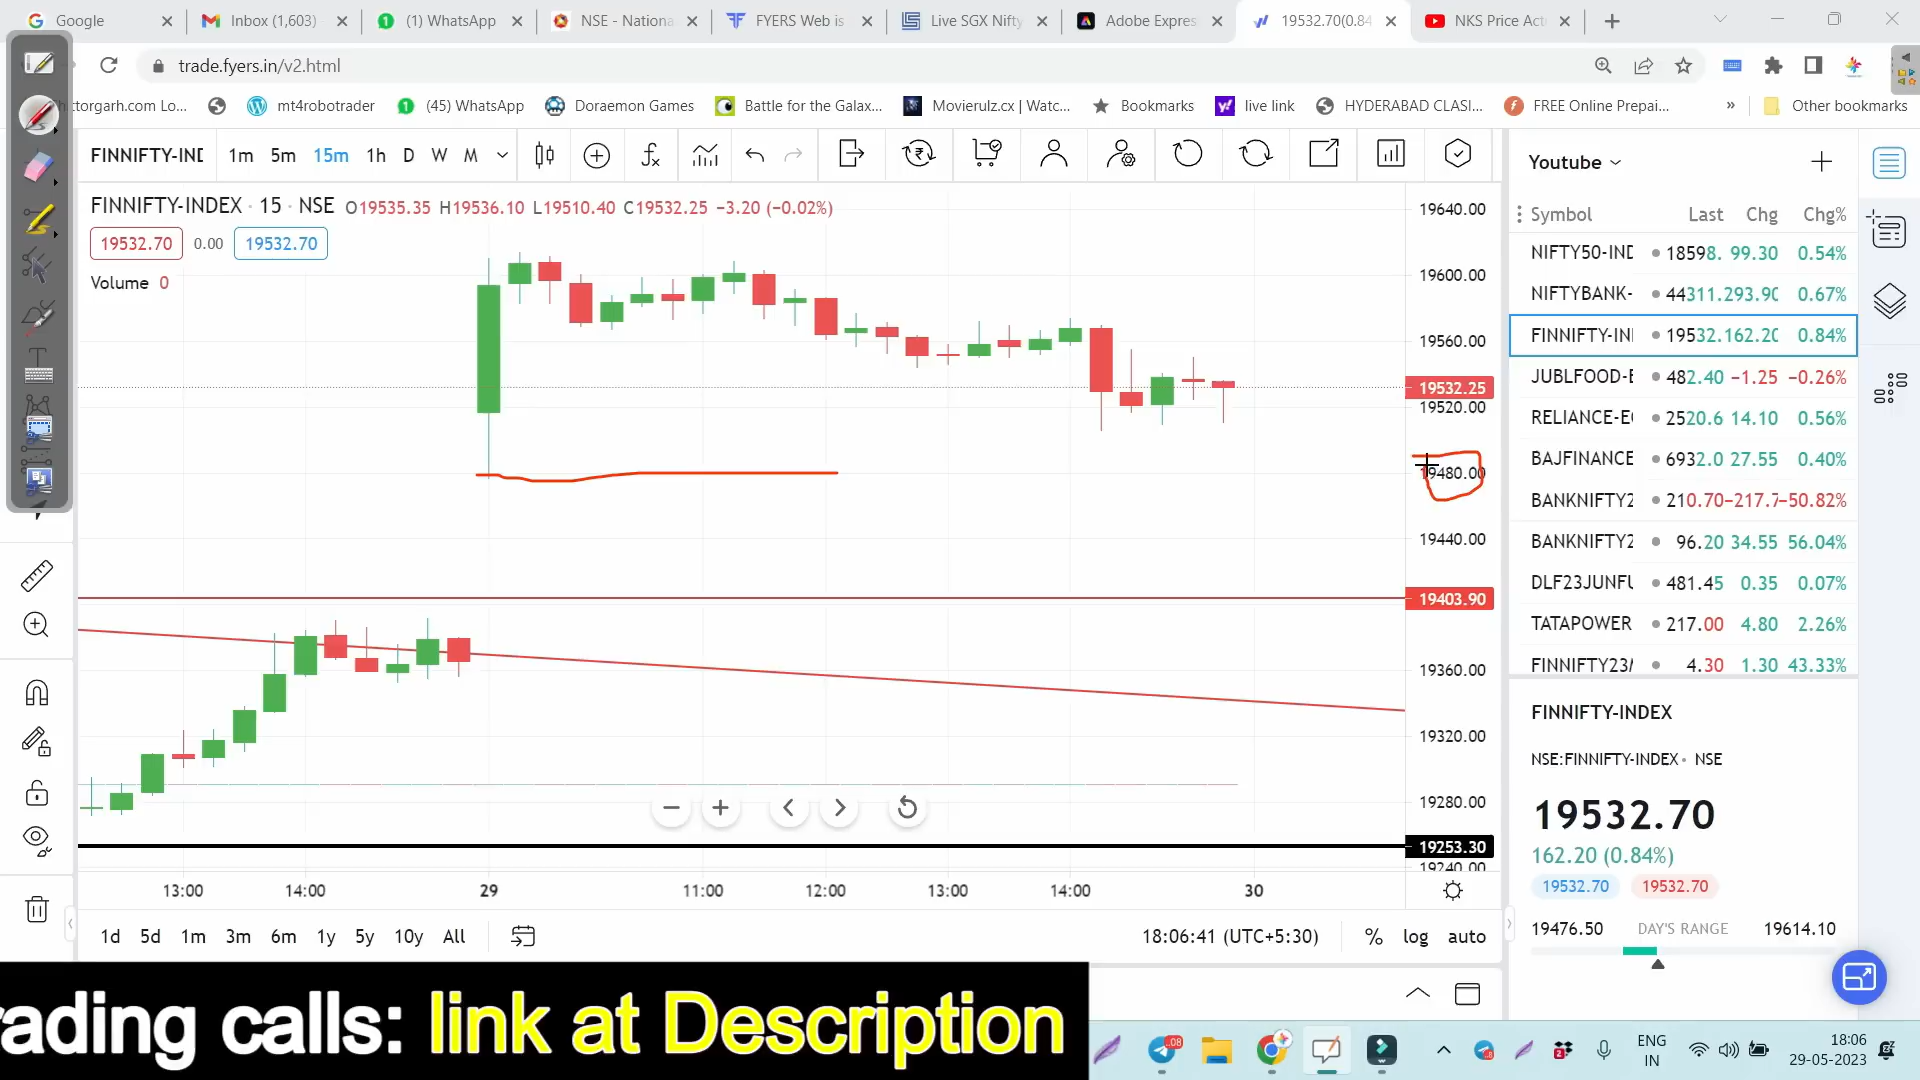 Google
Inbox (1,603)
(1) WhatsApp
NSE - Nationa
FYERS Web is
Live SGX Nifty
Adobe Expres
19532.70(0.84
NKS Price Act
trade.fyers.in/v2.html
hittorgarh.com Lo...
mt4robotrader
(45) WhatsApp
Doraemon Games
Battle for the Galax...
Movierulz.cx | Watc...
Bookmarks
live link
HYDERABAD CLASI...
FREE Online Prepai...
»
Other bookmarks
FINNIFTY-IND
1m 5m 15m 1h D W M
FINNIFTY-INDEX · 15 · NSE O19535.35 H19536.10 L19510.40 C19532.25 −3.20 (−0.02%)
19532.70 0.00 19532.70
Volume 0
19640.00
19600.00
19560.00
19532.25
19520.00
19480.00
19440.00
19403.90
19360.00
19320.00
19280.00
19253.30
19240.00
13:00 14:00 29 11:00 12:00 13:00 14:00 30
1d 5d 1m 3m 6m 1y 5y 10y All
18:06:41 (UTC+5:30) % log auto
Youtube
Symbol Last Chg Chg%
NIFTY50-IND 18598. 99.30 0.54%
NIFTYBANK- 44311.293.90 0.67%
FINNIFTY-INI 19532.162.20 0.84%
JUBLFOOD-E 482.40 −1.25 −0.26%
RELIANCE-EQ 2520.6 14.10 0.56%
BAJFINANCE 6932.0 27.55 0.40%
BANKNIFTY2 210.70−217.7−50.82%
BANKNIFTY2 96.20 34.55 56.04%
DLF23JUNFU 481.45 0.35 0.07%
TATAPOWER 217.00 4.80 2.26%
FINNIFTY23M 4.30 1.30 43.33%
FINNIFTY-INDEX
NSE:FINNIFTY-INDEX • NSE
19532.70
162.20 (0.84%)
19532.70 19532.70
19476.50 DAY'S RANGE 19614.10
rading calls: link at Description
ENG
IN
18:06
29-05-2023